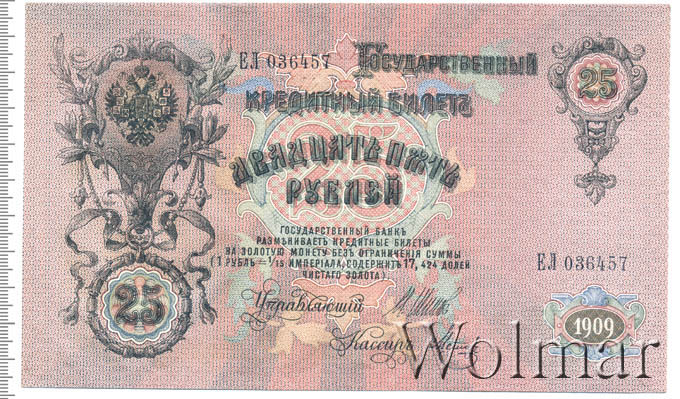 ЕЛ 036457
Государственный
КРЕДИТНЫЙ БИЛЕТЪ
25
ДВАДЦАТЬ ПЯТЬ
РУБЛЕЙ
ГОСУДАРСТВЕННЫЙ БАНКЪ
РАЗМѢНИВАЕТЪ КРЕДИТНЫЕ БИЛЕТЫ
НА ЗОЛОТУЮ МОНЕТУ БЕЗЪ ОГРАНИЧЕНІЯ СУММЫ
(1 РУБЛЬ = 1/15 ИМПЕРІАЛА, СОДЕРЖИТЪ 17,424 ДОЛЕЙ
ЧИСТАГО ЗОЛОТА)
ЕЛ 036457
25
25
Управляющій
Кассиръ
1909
Wolmar